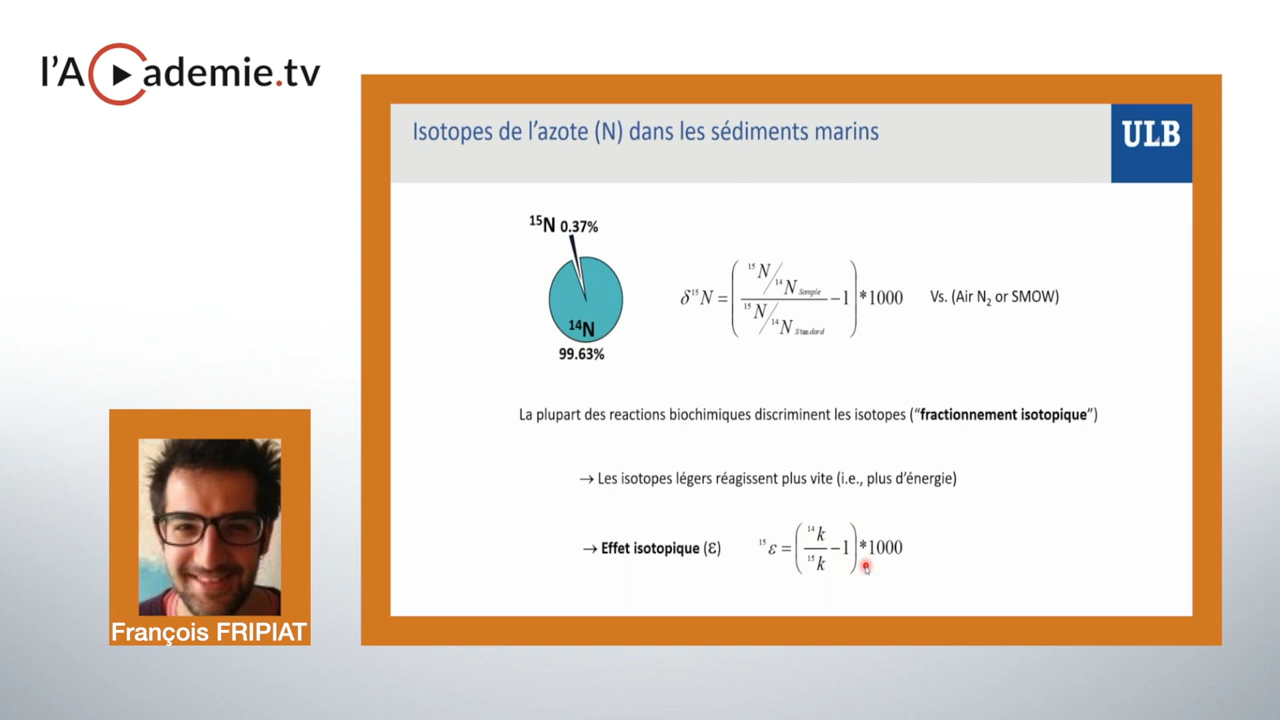 l'Academie.tv
Isotopes de l'azote (N) dans les sédiments marins
ULB
¹⁵N 0.37%
¹⁴N
99.63%
δ¹⁵N = ( (¹⁵N/¹⁴N Sample) / (¹⁵N/¹⁴N Standard) − 1 ) *1000 Vs. (Air N₂ or SMOW)
La plupart des reactions biochimiques discriminent les isotopes (“fractionnement isotopique”)
→ Les isotopes légers réagissent plus vite (i.e., plus d'énergie)
→ Effet isotopique (Ɛ) ¹⁵ε = ( ¹⁴k / ¹⁵k − 1 ) *1000
François FRIPIAT